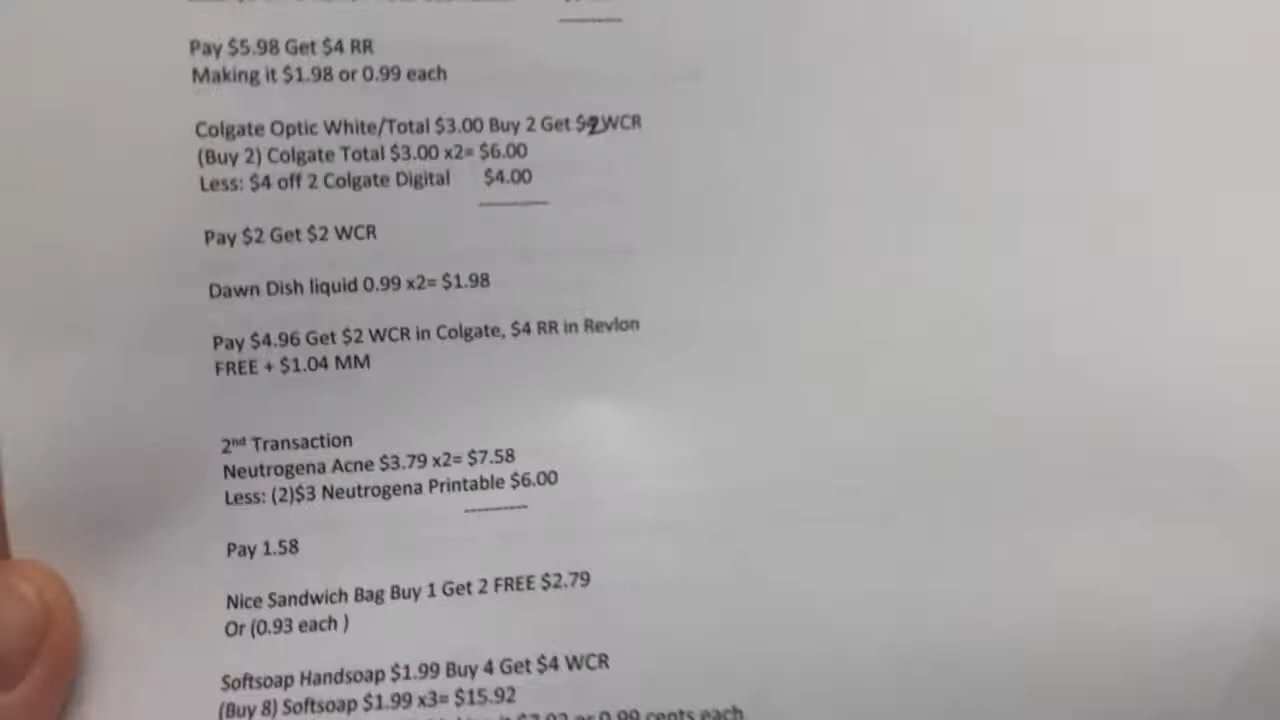 Pay $5.98 Get $4 RR
Making it $1.98 or 0.99 each
Colgate Optic White/Total $3.00 Buy 2 Get $2 WCR
(Buy 2) Colgate Total $3.00 x2= $6.00
Less: $4 off 2 Colgate Digital $4.00
Pay $2 Get $2 WCR
Dawn Dish liquid 0.99 x2= $1.98
Pay $4.96 Get $2 WCR in Colgate, $4 RR in Revlon
FREE + $1.04 MM
2nd Transaction
Neutrogena Acne $3.79 x2= $7.58
Less: (2)$3 Neutrogena Printable $6.00
Pay 1.58
Nice Sandwich Bag Buy 1 Get 2 FREE $2.79
Or (0.93 each )
Softsoap Handsoap $1.99 Buy 4 Get $4 WCR
(Buy 8) Softsoap $1.99 x3= $15.92
or 0.99 cents each